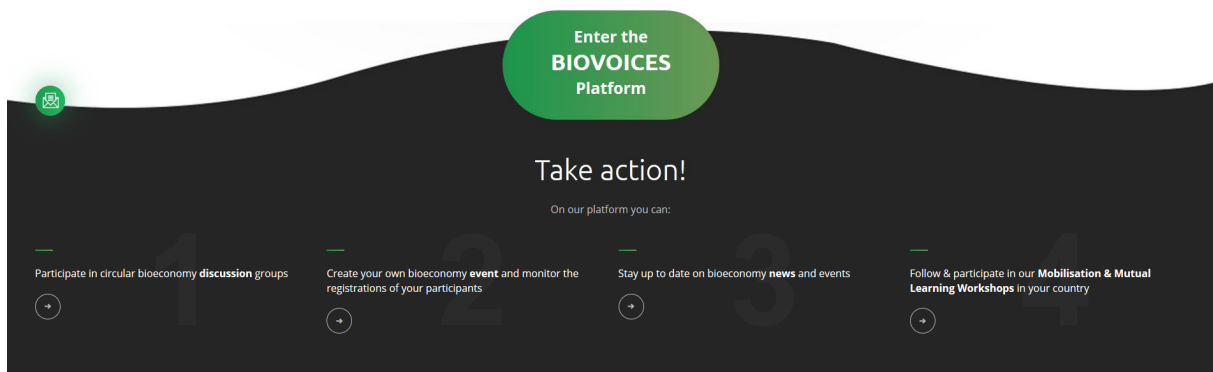 Enter the
BIOVOICES
Platform
Take action!
On our platform you can:
1
Participate in circular bioeconomy discussion groups
2
Create your own bioeconomy event and monitor the
registrations of your participants
3
Stay up to date on bioeconomy news and events
4
Follow & participate in our Mobilisation & Mutual
Learning Workshops in your country